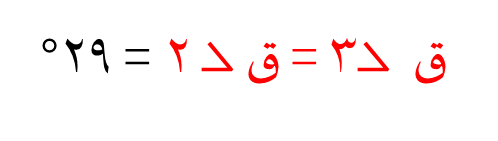 ق ⦣ ٣ = ق ⦣ ٢ = ٢٩°